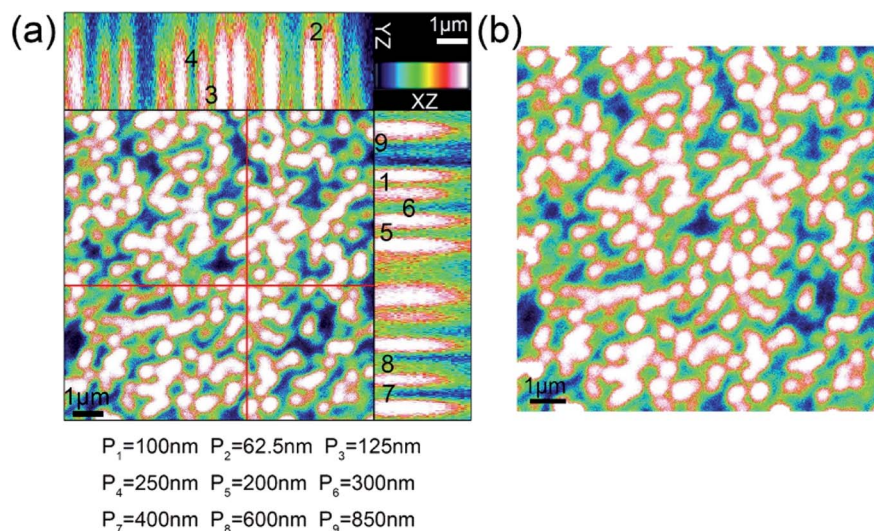 (a)
2
4
3
YZ
1µm
XZ
9
1
6
5
8
7
1µm
P₁=100nm P₂=62.5nm P₃=125nm
P₄=250nm P₅=200nm P₆=300nm
P₇=400nm P₈=600nm P₉=850nm
(b)
1µm